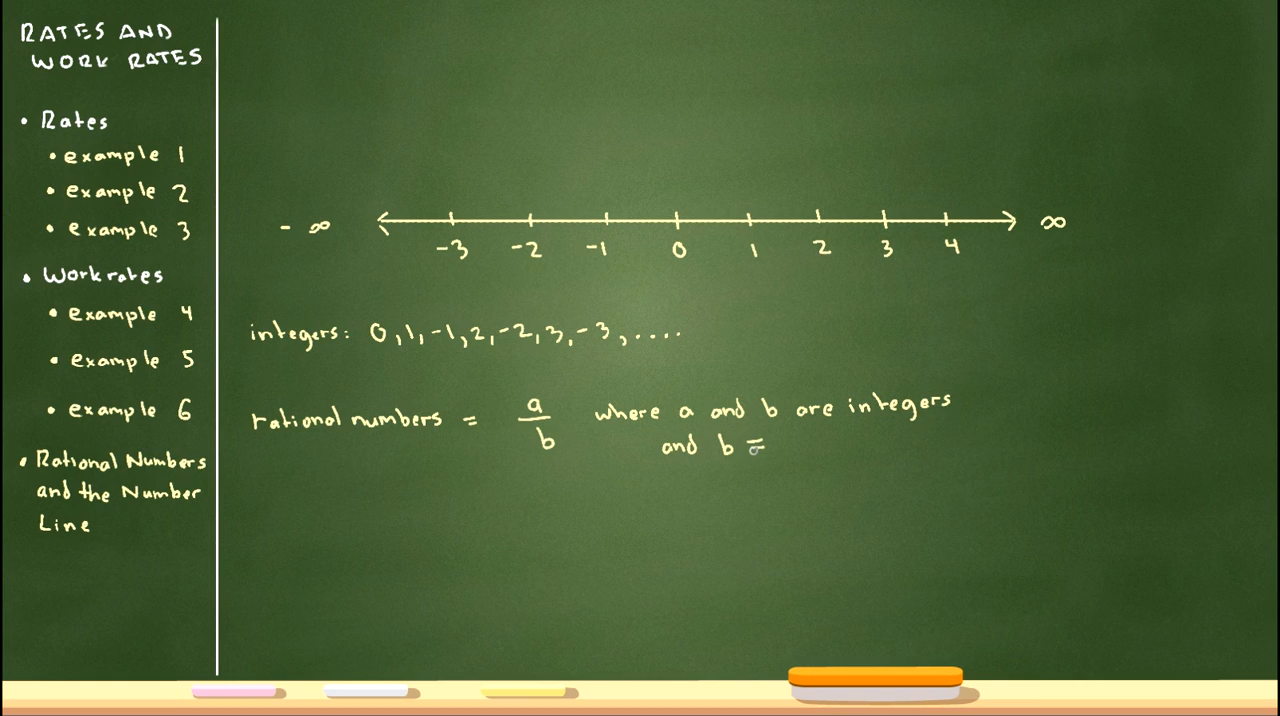 RATES AND
WORK RATES
• Rates
• example 1
• example 2
• example 3
• Workrates
• example 4
• example 5
• example 6
• Rational Numbers
and the Number
Line
- ∞ ∞
-3 -2 -1 0 1 2 3 4
integers: 0, 1, -1, 2, -2, 3, -3, ....
rational numbers = a/b where a and b are integers
and b =